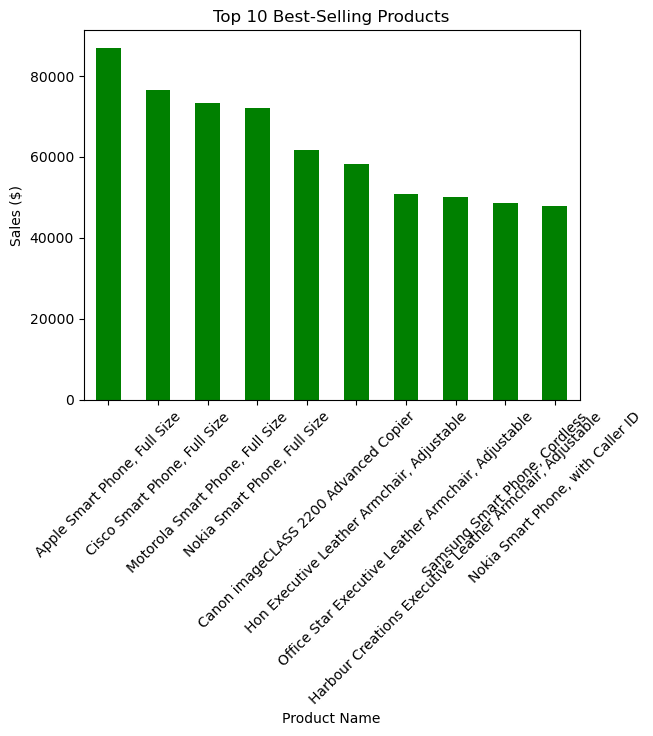 Top 10 Best-Selling Products
Sales ($)
80000
60000
40000
20000
0
Apple Smart Phone, Full Size
Cisco Smart Phone, Full Size
Motorola Smart Phone, Full Size
Nokia Smart Phone, Full Size
Canon imageCLASS 2200 Advanced Copier
Hon Executive Leather Armchair, Adjustable
Office Star Executive Leather Armchair, Adjustable
Harbour Creations Executive Leather Armchair, Adjustable
Samsung Smart Phone, Cordless
Nokia Smart Phone, with Caller ID
Product Name